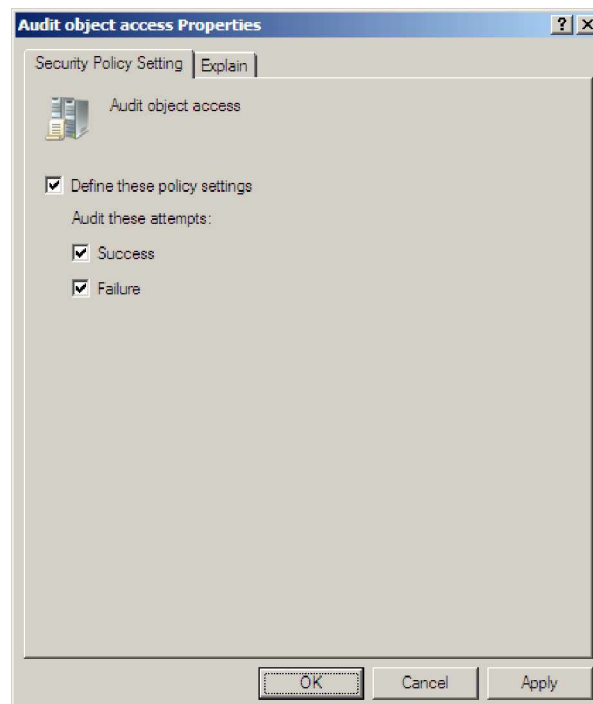 Audit object access Properties
Security Policy Setting
Explain
Audit object access
Define these policy settings
Audit these attempts:
Success
Failure
OK
Cancel
Apply